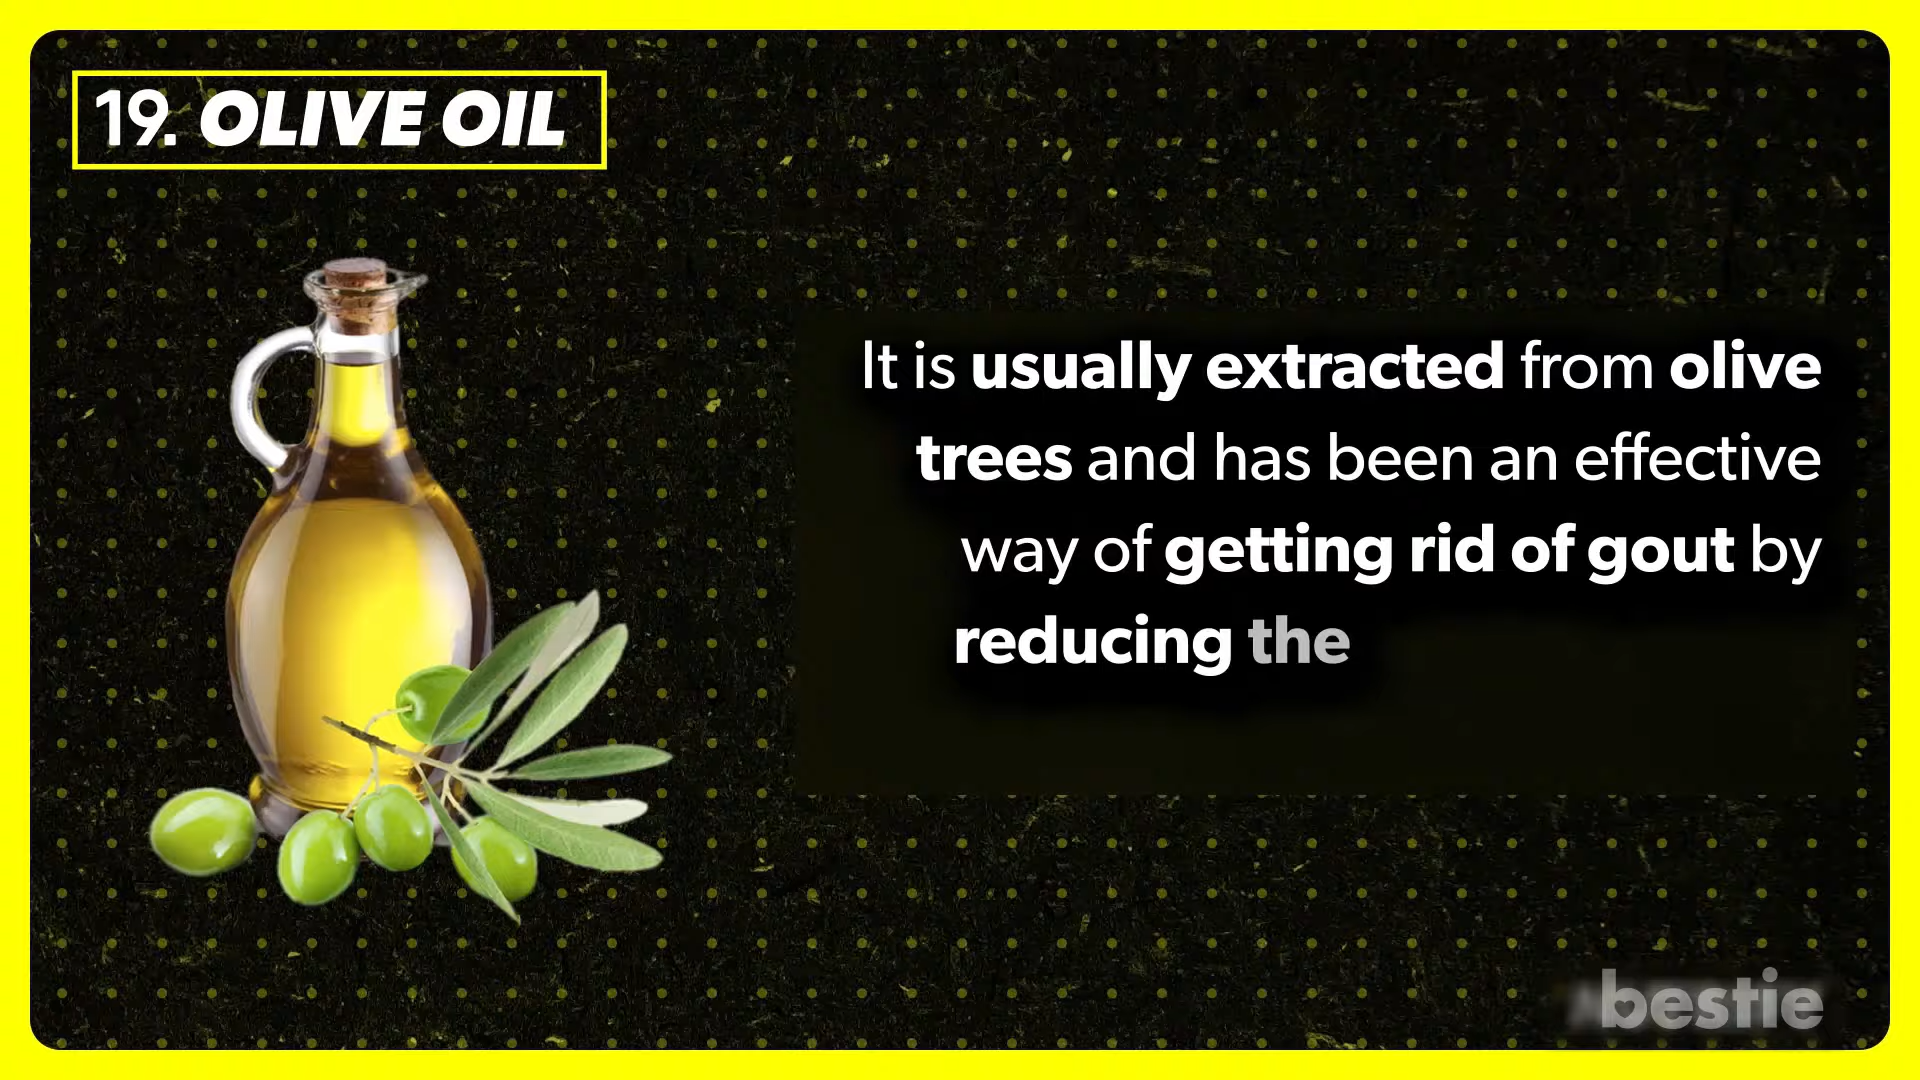 19. OLIVE OIL
It is usually extracted from olive
trees and has been an effective
way of getting rid of gout by
reducing the
bestie